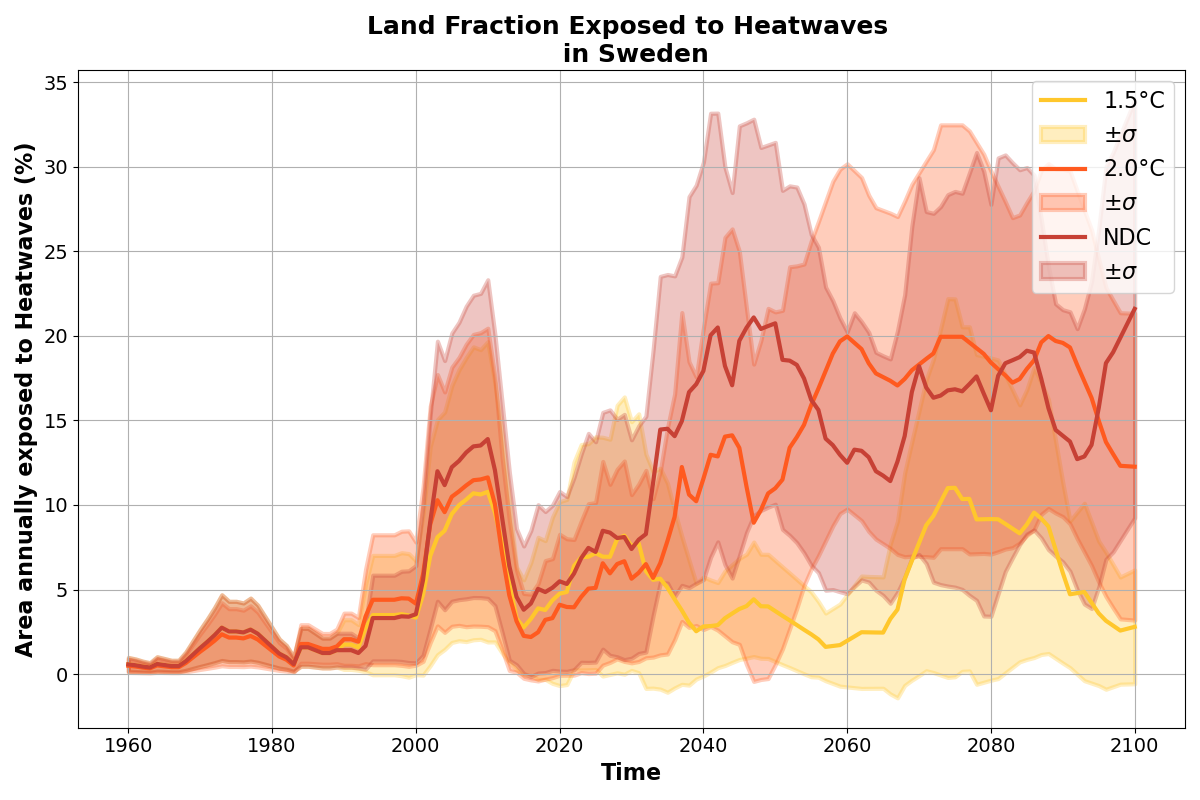 Land Fraction Exposed to Heatwaves
in Sweden
Area annually exposed to Heatwaves (%)
35
30
25
20
15
10
5
0
1960
1980
2000
2020
2040
2060
2080
2100
Time
1.5°C
±σ
2.0°C
±σ
NDC
±σ